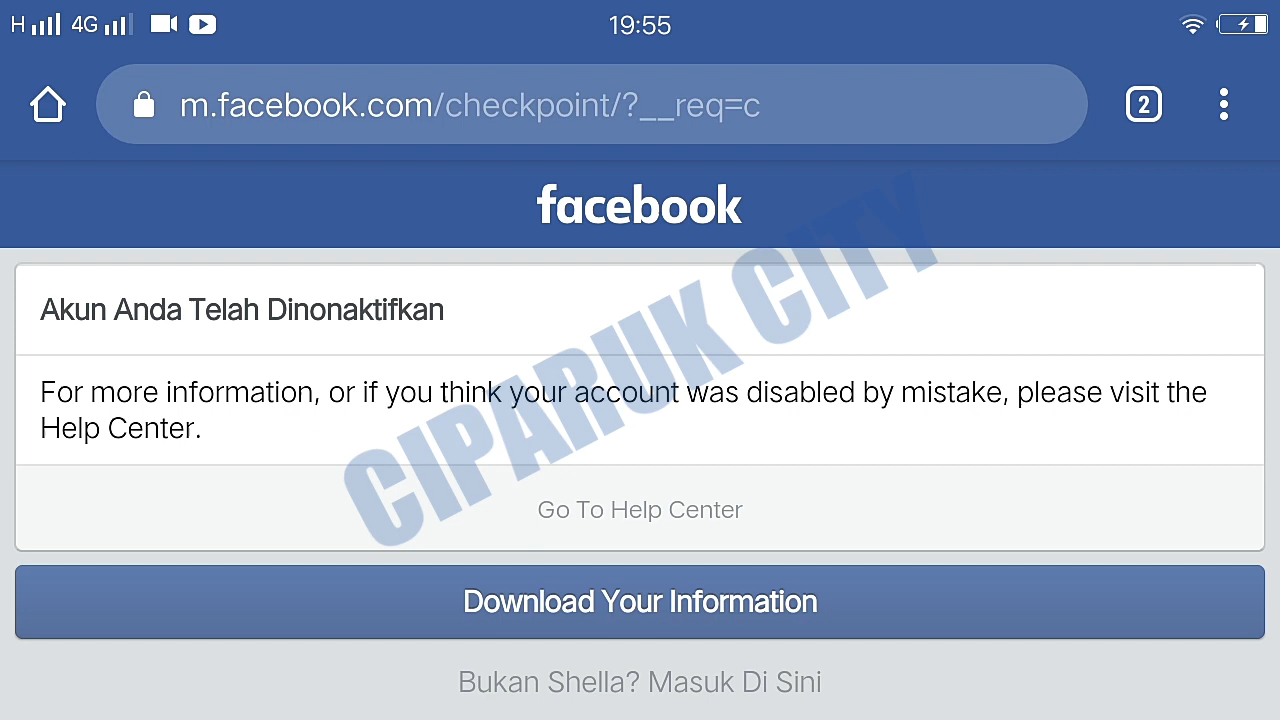 H 4G 19:55
m.facebook.com/checkpoint/?__req=c 2
facebook
Akun Anda Telah Dinonaktifkan
For more information, or if you think your account was disabled by mistake, please visit the
Help Center.
CIPARUK CITY
Go To Help Center
Download Your Information
Bukan Shella? Masuk Di Sini